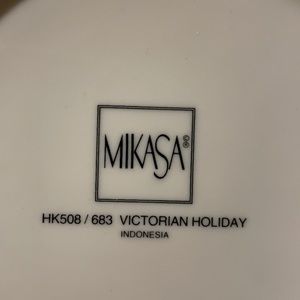 MIKASA
HK508 / 683 VICTORIAN HOLIDAY
INDONESIA